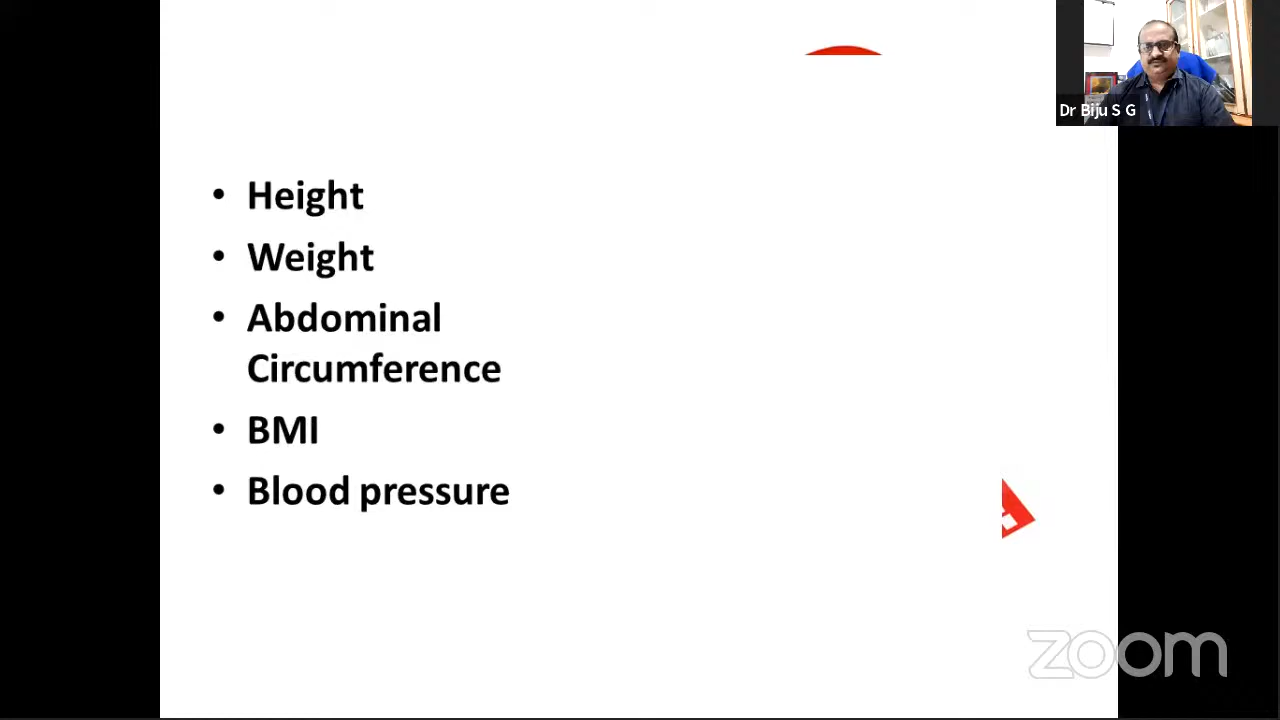 Dr Biju S G
• Height
• Weight
• Abdominal
Circumference
• BMI
• Blood pressure
zoom